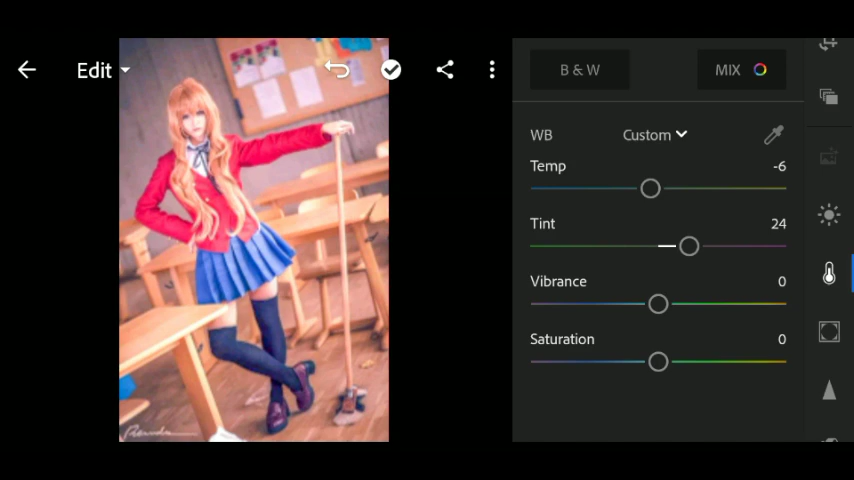 Edit
B & W
MIX
WB
Custom
Temp
-6
Tint
24
Vibrance
0
Saturation
0